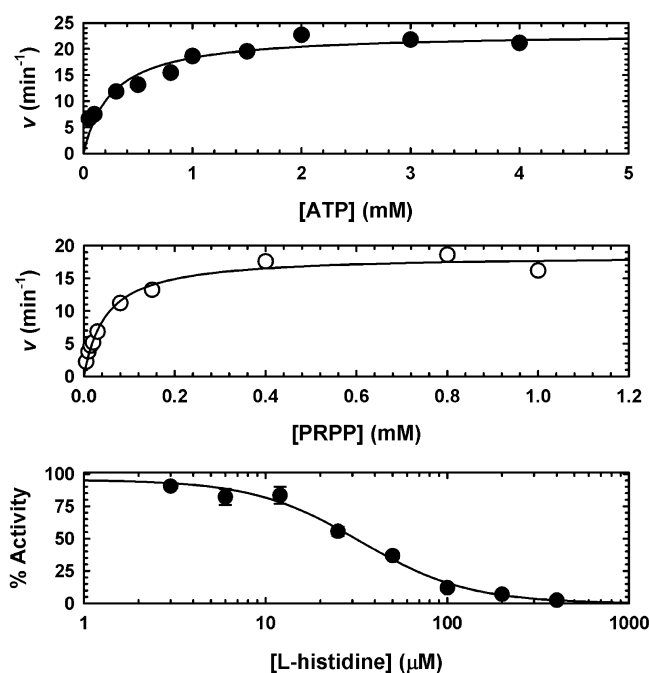 25
20
15
10
5
0
v (min⁻¹)
0 1 2 3 4 5
[ATP] (mM)
20
15
10
5
0
v (min⁻¹)
0.0 0.2 0.4 0.6 0.8 1.0 1.2
[PRPP] (mM)
100
75
50
25
0
% Activity
1 10 100 1000
[L-histidine] (μM)